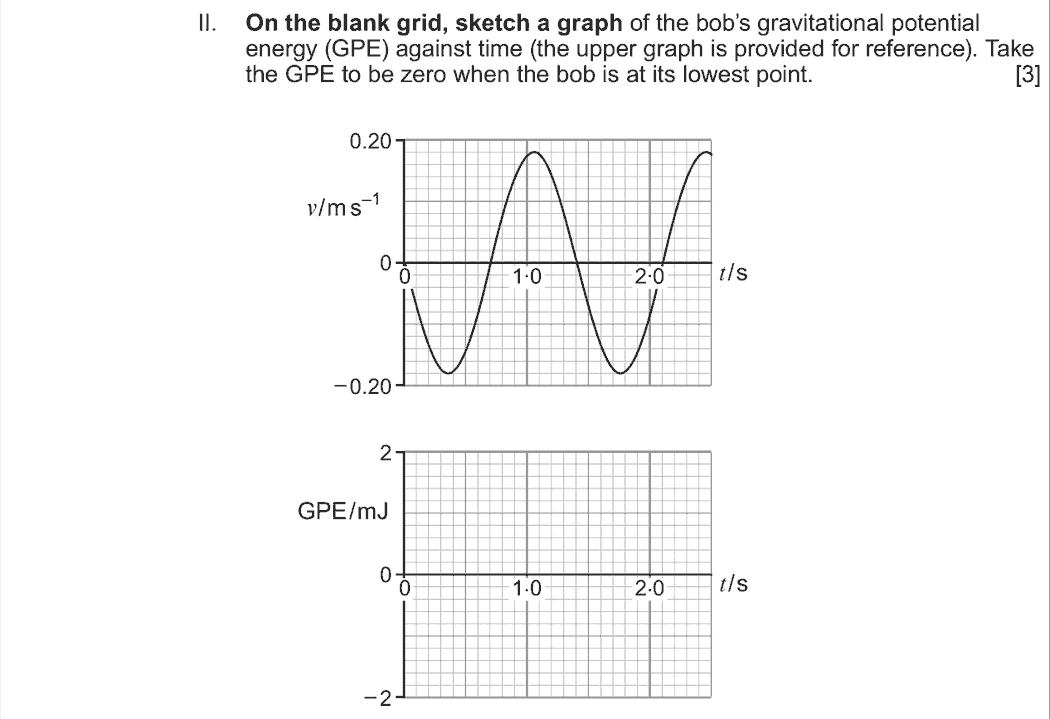 II. On the blank grid, sketch a graph of the bob's gravitational potential
energy (GPE) against time (the upper graph is provided for reference). Take
the GPE to be zero when the bob is at its lowest point. [3]
0.20
v/m s⁻¹
0
0 1·0 2·0 t/s
−0.20
2
GPE/mJ
0
0 1·0 2·0 t/s
−2